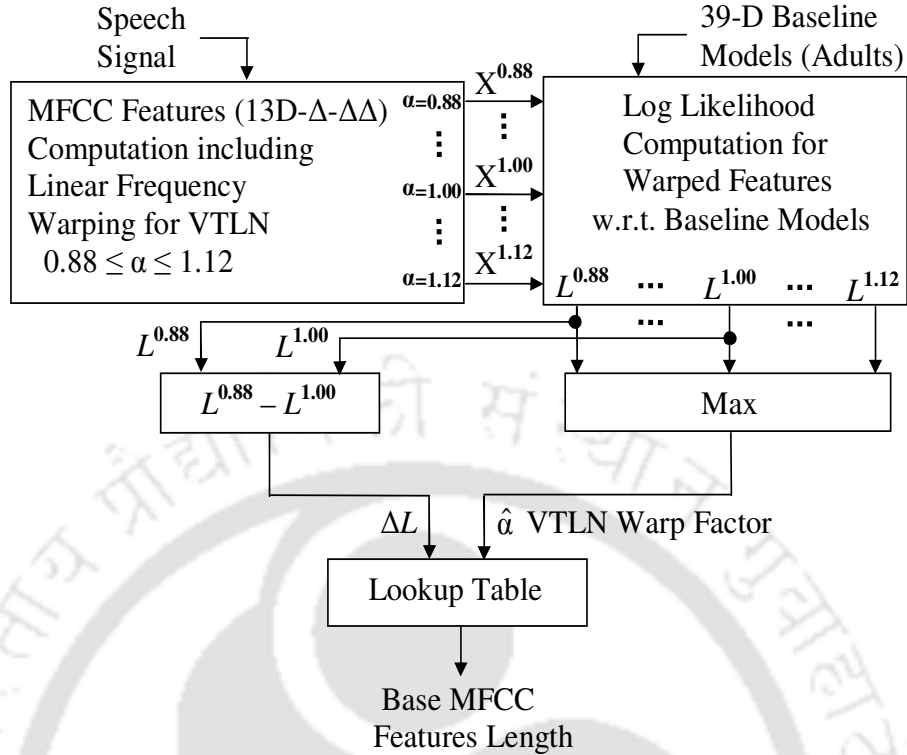 Speech
Signal
39-D Baseline
Models (Adults)
MFCC Features (13D-Δ-ΔΔ)
Computation including
Linear Frequency
Warping for VTLN
0.88 ≤ α ≤ 1.12
α=0.88
α=1.00
α=1.12
X^0.88
X^1.00
X^1.12
Log Likelihood
Computation for
Warped Features
w.r.t. Baseline Models
L^0.88 ... L^1.00 ... L^1.12
L^0.88 L^1.00
L^0.88 – L^1.00
Max
ΔL
α̂ VTLN Warp Factor
Lookup Table
Base MFCC
Features Length